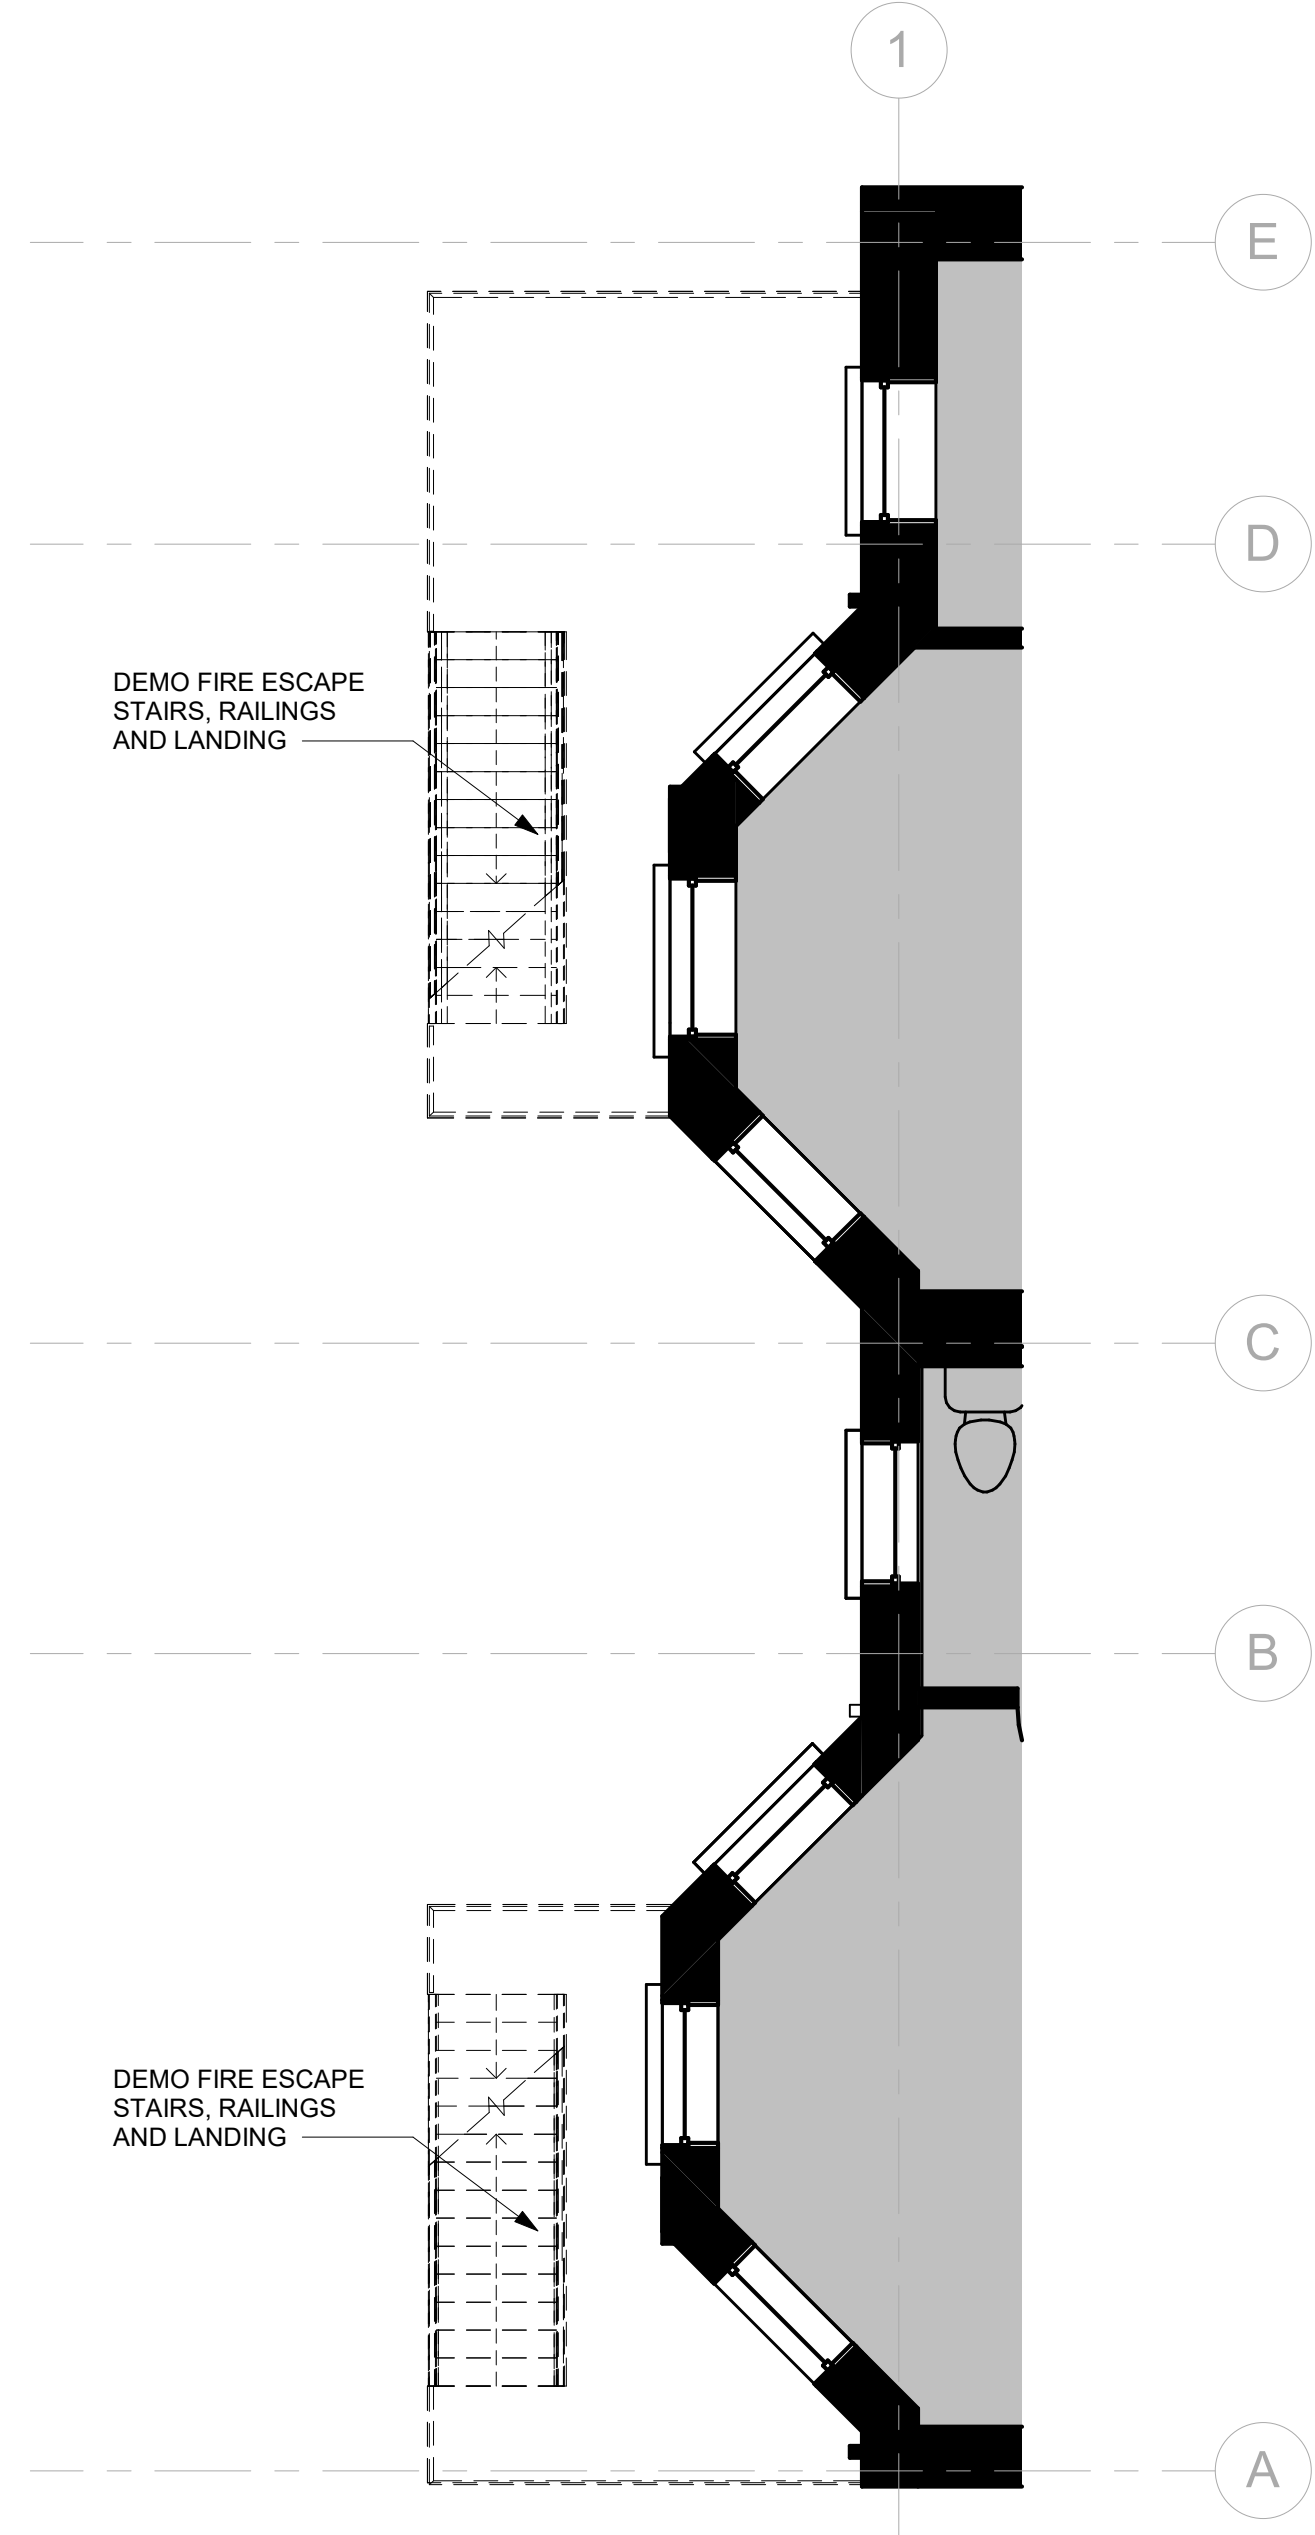 1
E
D
DEMO FIRE ESCAPE
STAIRS, RAILINGS
AND LANDING
C
B
DEMO FIRE ESCAPE
STAIRS, RAILINGS
AND LANDING
A